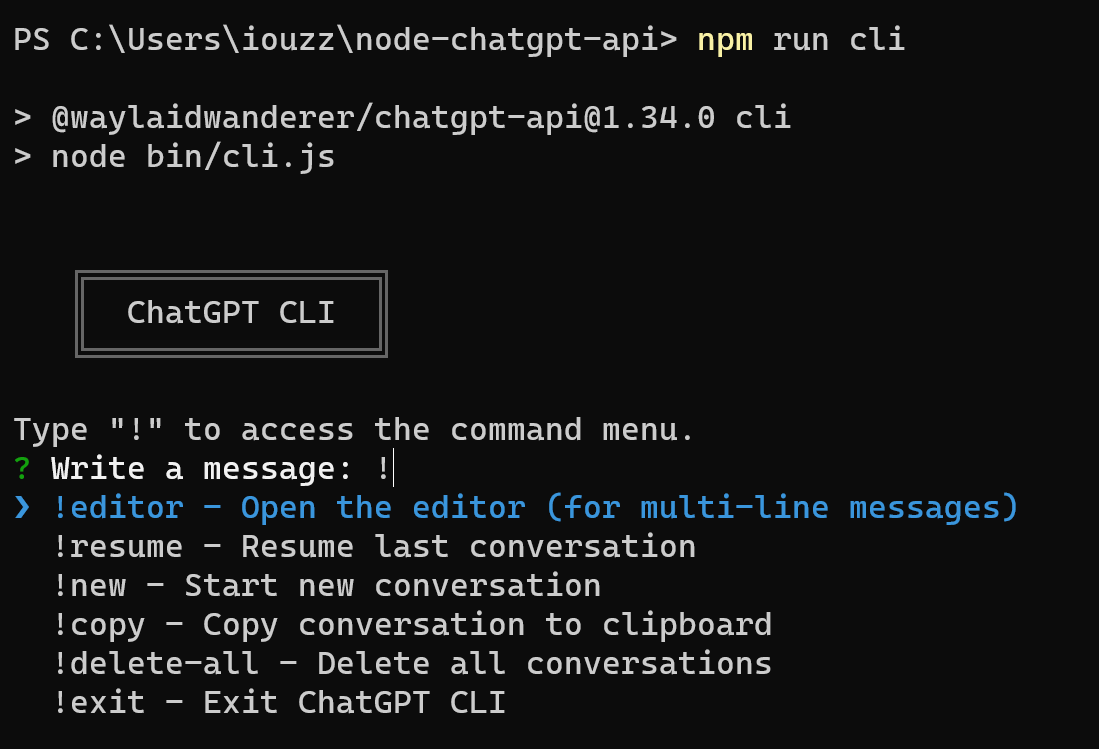 PS C:\Users\iouzz\node-chatgpt-api> npm run cli
> @waylaidwanderer/chatgpt-api@1.34.0 cli
> node bin/cli.js
ChatGPT CLI
Type "!" to access the command menu.
? Write a message: !
❯ !editor - Open the editor (for multi-line messages)
!resume - Resume last conversation
!new - Start new conversation
!copy - Copy conversation to clipboard
!delete-all - Delete all conversations
!exit - Exit ChatGPT CLI